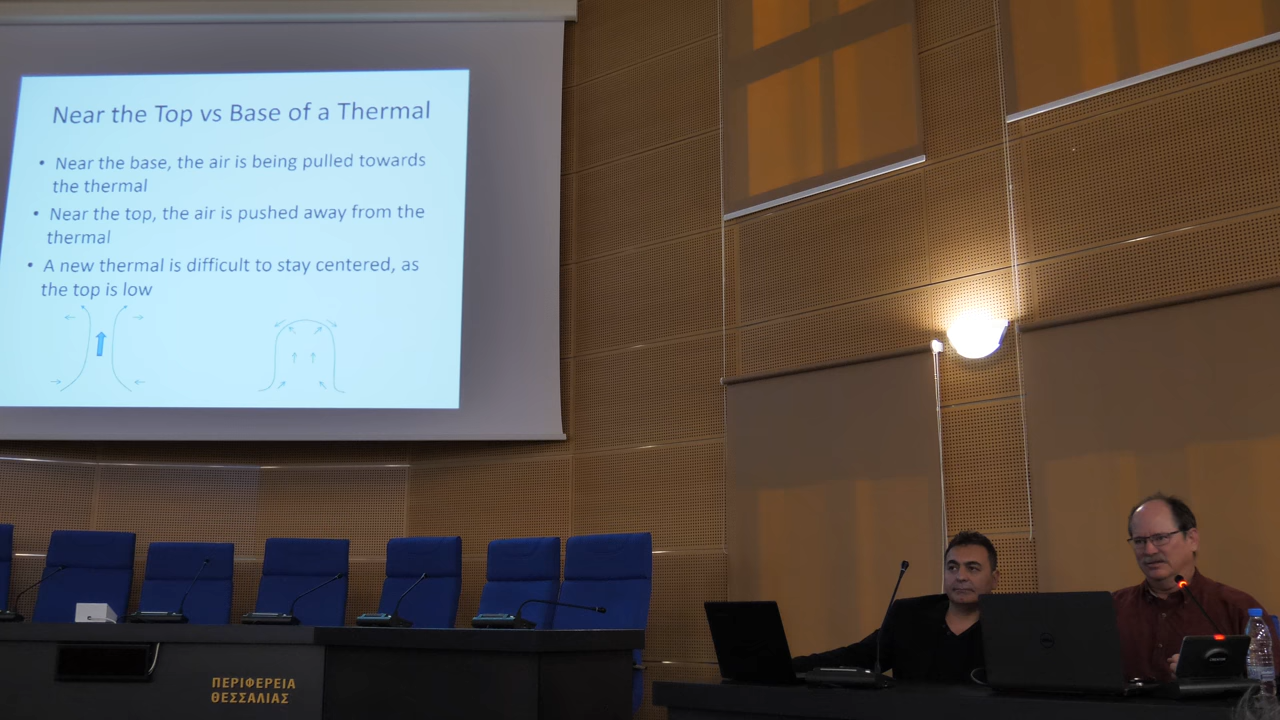 Near the Top vs Base of a Thermal
• Near the base, the air is being pulled towards
the thermal
• Near the top, the air is pushed away from the
thermal
• A new thermal is difficult to stay centered, as
the top is low
ΠΕΡΙΦΕΡΕΙΑ
ΘΕΣΣΑΛΙΑΣ